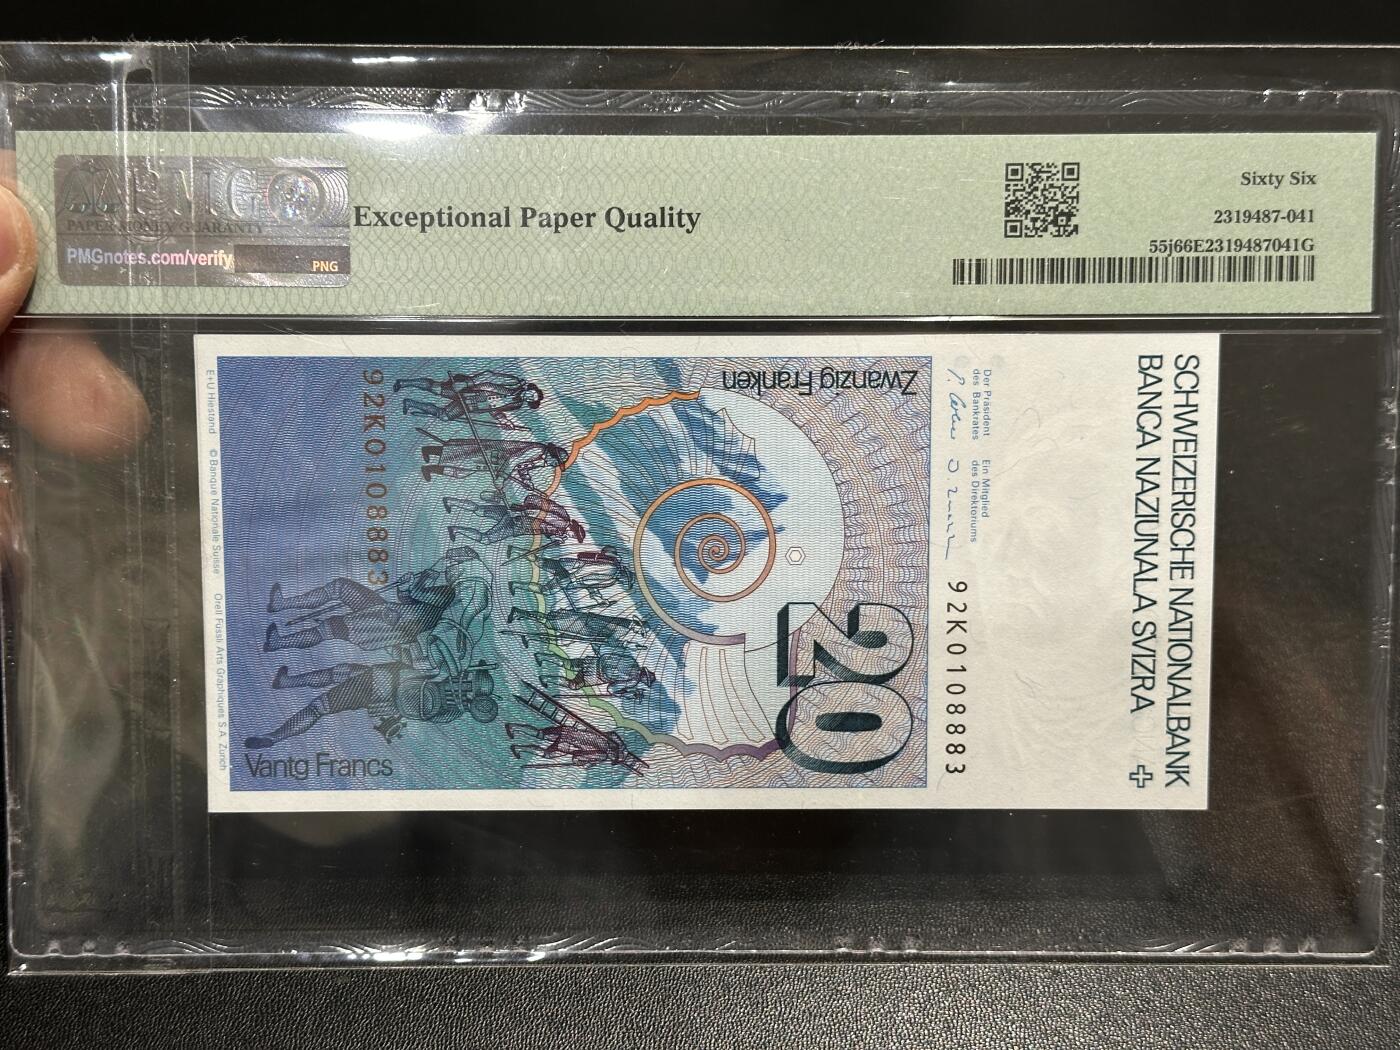 PMG
PAPER MONEY GUARANTY
PMGnotes.com/verify
PNG
Exceptional Paper Quality
Sixty Six
2319487-041
55j66E2319487041G
SCHWEIZERISCHE NATIONALBANK
BANCA NAZIUNALA SVIZRA
Der Präsident
des Bankrates
Ein Mitglied
des Direktoriums
92K0108883
Zwanzig Franken
20
92K0108883
Vantg Francs
E+U Hiestand © Banque Nationale Suisse Orell Füssli Arts Graphiques S.A. Zurich